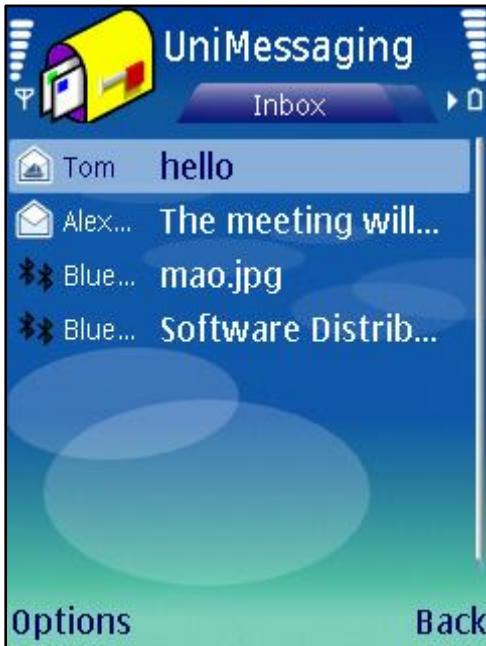 UniMessaging
Inbox
Tom hello
Alex... The meeting will...
Blue... mao.jpg
Blue... Software Distrib...
Options Back